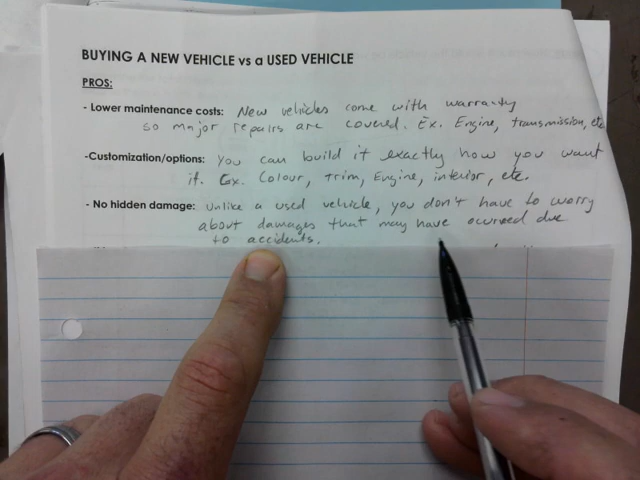 BUYING A NEW VEHICLE vs a USED VEHICLE
PROS:
- Lower maintenance costs: New vehicles come with warranty
so major repairs are covered. Ex. Engine, transmission, etc
-Customization/options: You can build it exactly how you want
it. Ex. Colour, Trim, Engine, interior, etc.
- No hidden damage: Unlike a used vehicle, you don't have to worry
about damages that may have ocurred due
to accidents.